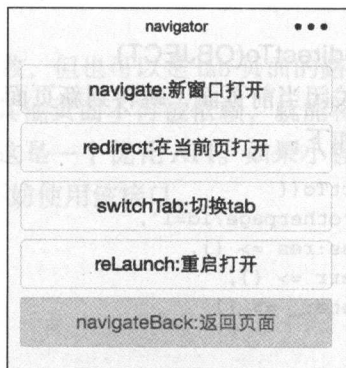 navigator
•••
navigate:新窗口打开
redirect:在当前页打开
switchTab:切换tab
reLaunch:重启打开
navigateBack:返回页面